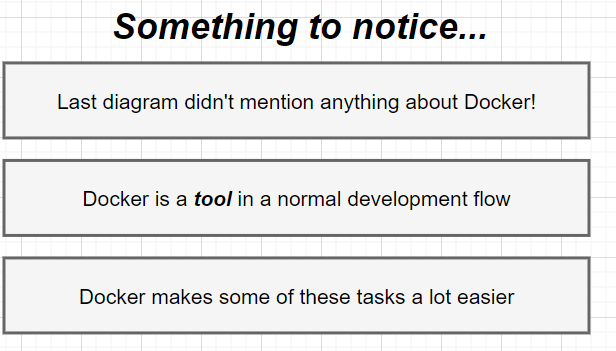 Something to notice...
Last diagram didn't mention anything about Docker!
Docker is a tool in a normal development flow
Docker makes some of these tasks a lot easier